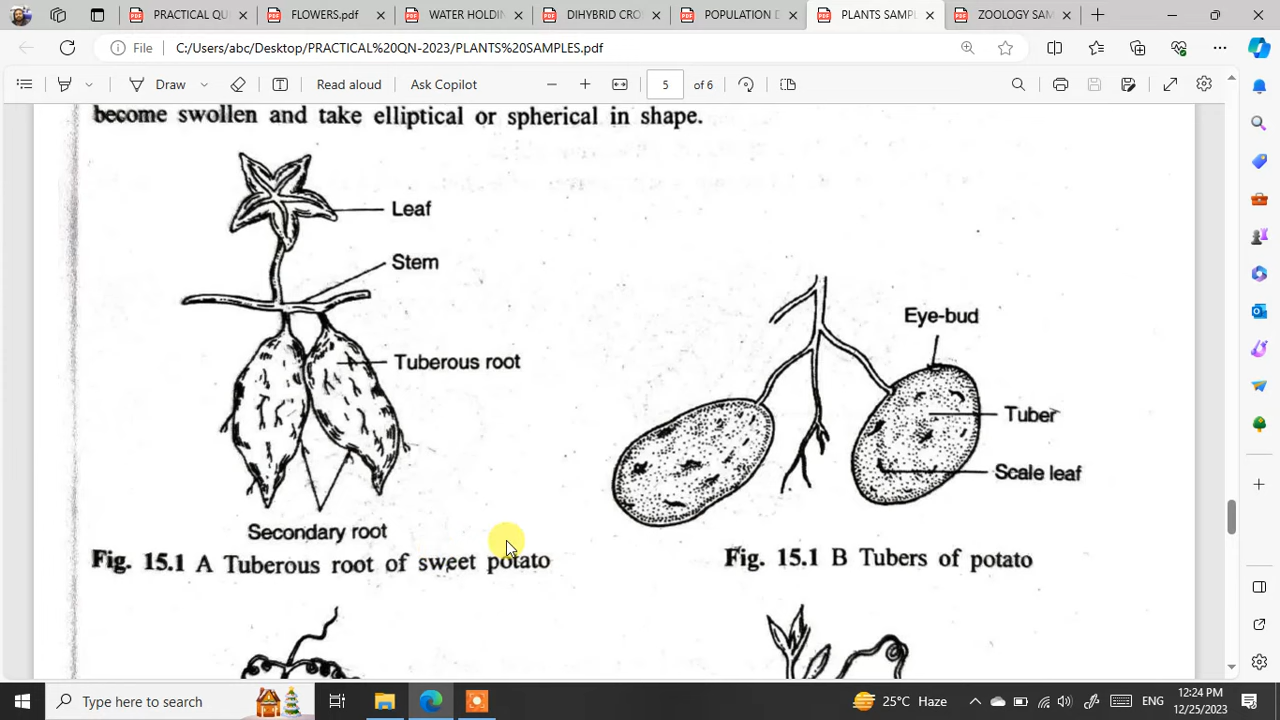 PRACTICAL QU
FLOWERS.pdf
WATER HOLDIN
DIHYBRID CRO
POPULATION D
PLANTS SAMPL
ZOOLOGY SAM
File
C:/Users/abc/Desktop/PRACTICAL%20QN-2023/PLANTS%20SAMPLES.pdf
Draw
Read aloud
Ask Copilot
5
of 6
become swollen and take elliptical or spherical in shape.
Leaf
Stem
Tuberous root
Secondary root
Fig. 15.1 A Tuberous root of sweet potato
Eye-bud
Tuber
Scale leaf
Fig. 15.1 B Tubers of potato
Type here to search
25°C Haze
ENG
12:24 PM
12/25/2023